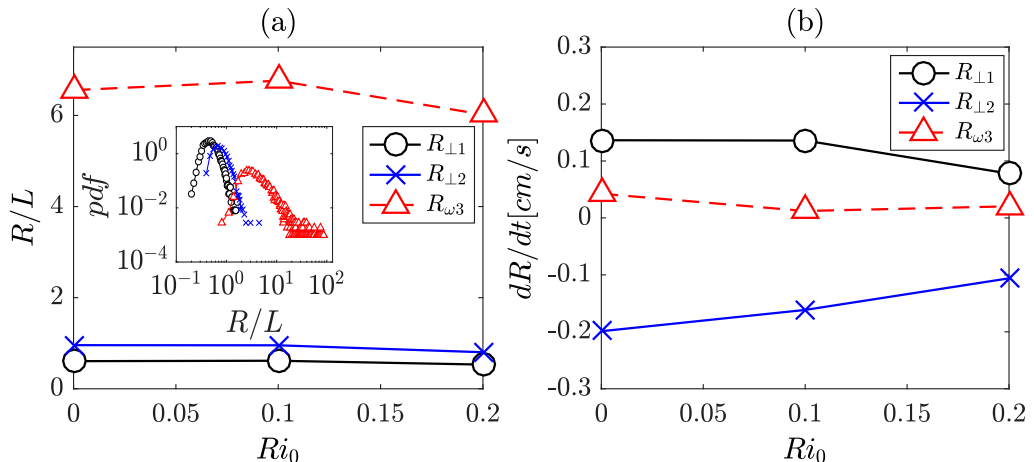 (a)
R/L
6
4
2
0
0
0.05
0.1
0.15
0.2
Ri₀
R⊥1
R⊥2
Rω3
pdf
10⁰
10⁻²
10⁻⁴
10⁻¹
10⁰
10¹
10²
R/L
(b)
dR/dt[cm/s]
0.3
0.2
0.1
0
-0.1
-0.2
-0.3
0
0.05
0.1
0.15
0.2
Ri₀
R⊥1
R⊥2
Rω3